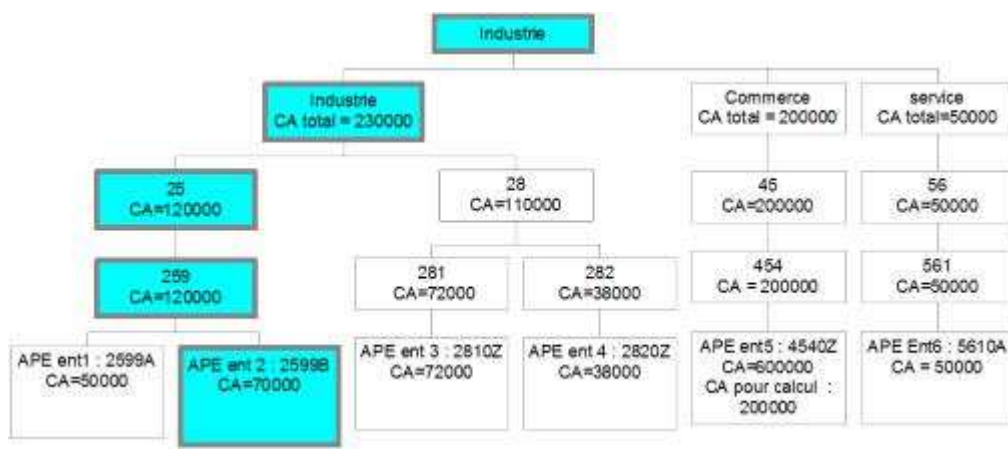 Industrie
Industrie
CA total = 230000
Commerce
CA total = 200000
service
CA total=50000
25
CA=120000
28
CA=110000
45
CA=200000
56
CA=50000
259
CA=120000
281
CA=72000
282
CA=38000
454
CA = 200000
561
CA=50000
APE ent1 : 2599A
CA=50000
APE ent 2 : 2599B
CA=70000
APE ent 3 : 2810Z
CA=72000
APE ent 4 : 2820Z
CA=38000
APE ent5 : 4540Z
CA=600000
CA pour calcul :
200000
APE Ent6 : 5610A
CA = 50000